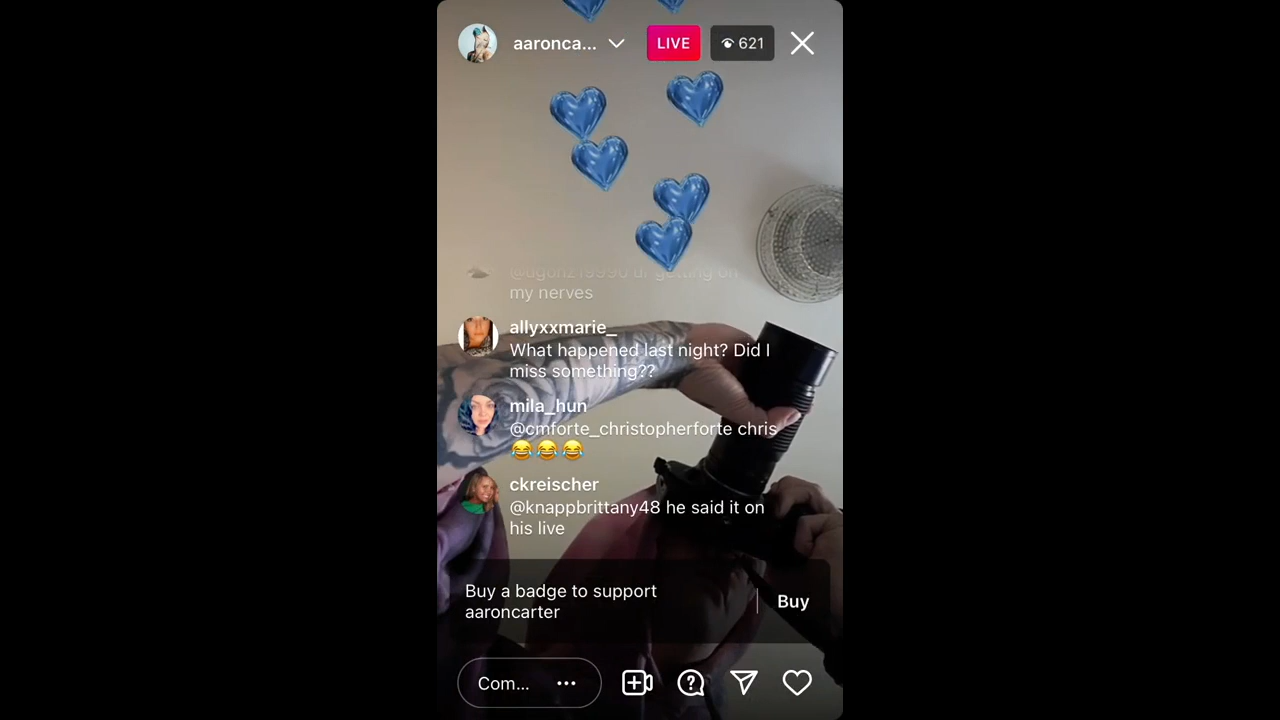 aaronca...
LIVE
621
my nerves
allyxxmarie_
What happened last night? Did I
miss something??
mila_hun
@cmforte_christopherforte chris
😂😂😂
ckreischer
@knappbrittany48 he said it on
his live
Buy a badge to support
aaroncarter
Buy
Com...